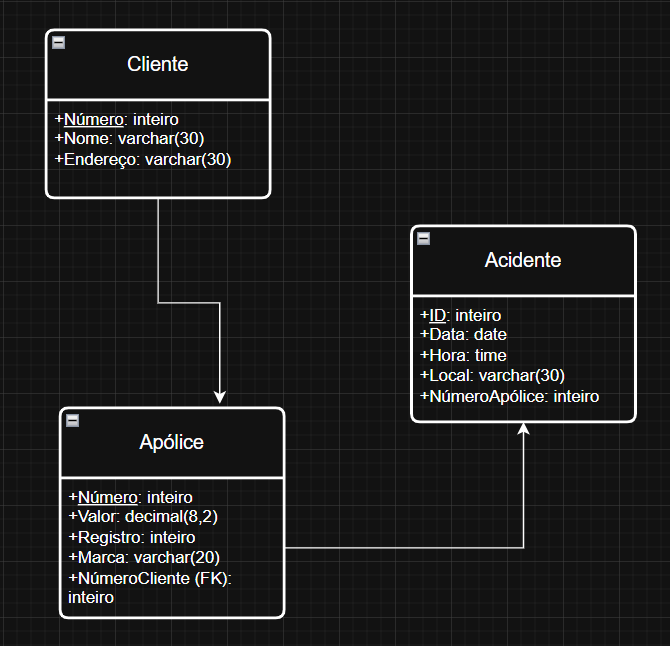 Cliente
+Número: inteiro
+Nome: varchar(30)
+Endereço: varchar(30)
Acidente
+ID: inteiro
+Data: date
+Hora: time
+Local: varchar(30)
+NúmeroApólice: inteiro
Apólice
+Número: inteiro
+Valor: decimal(8,2)
+Registro: inteiro
+Marca: varchar(20)
+NúmeroCliente (FK):
inteiro